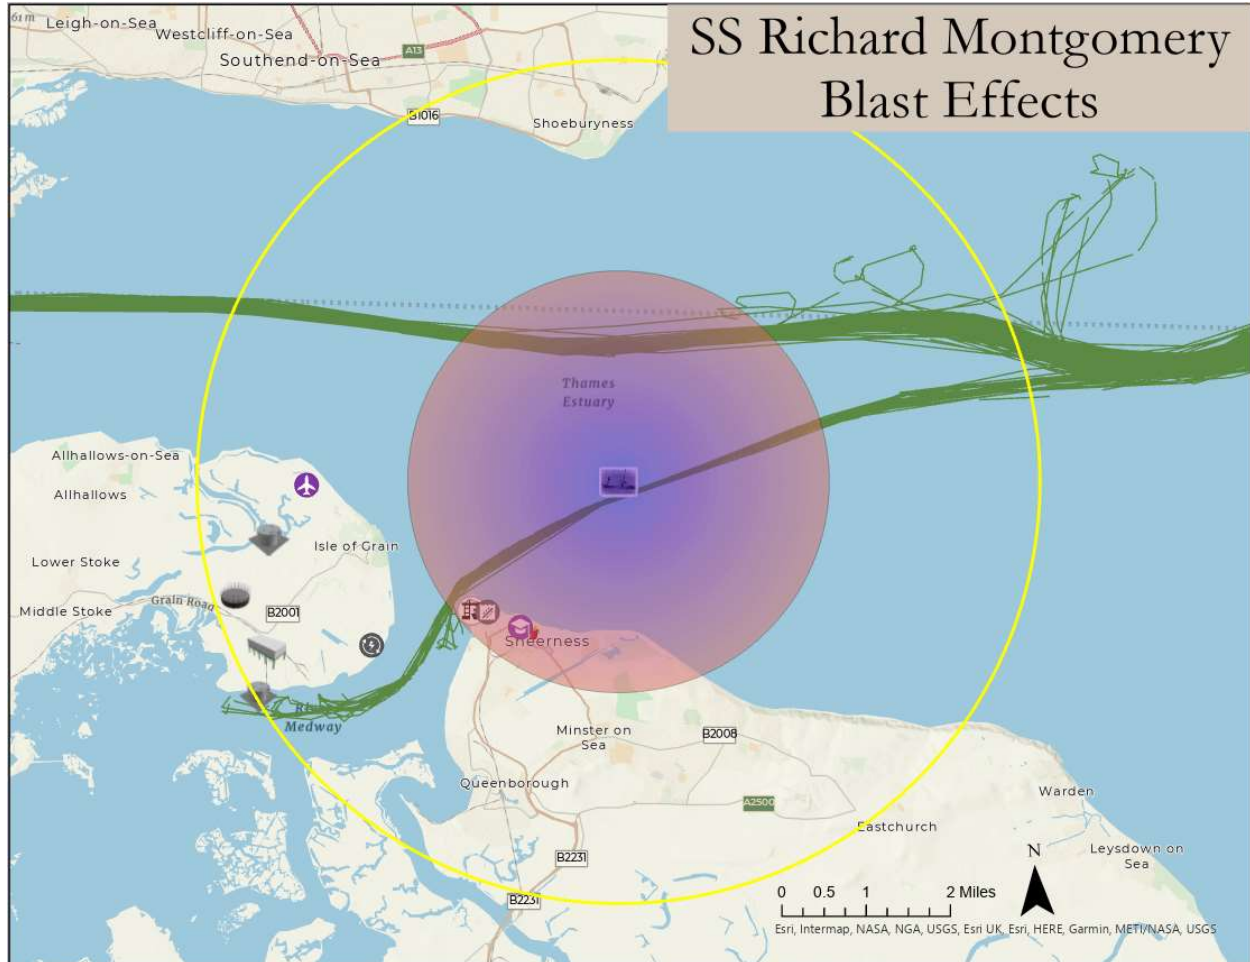 61 m
Leigh-on-Sea
Westcliff-on-Sea
Southend-on-Sea
A13
SS Richard Montgomery
Blast Effects
B1016
Shoeburyness
Thames
Estuary
Allhallows-on-Sea
Allhallows
Isle of Grain
Lower Stoke
Grain Road
Middle Stoke
B2001
Sheerness
River
Medway
Minster on
Sea
B2008
Queenborough
A2500
Warden
Eastchurch
Leysdown on
Sea
B2231
B2231
N
0 0.5 1 2 Miles
Esri, Intermap, NASA, NGA, USGS, Esri UK, Esri, HERE, Garmin, METI/NASA, USGS